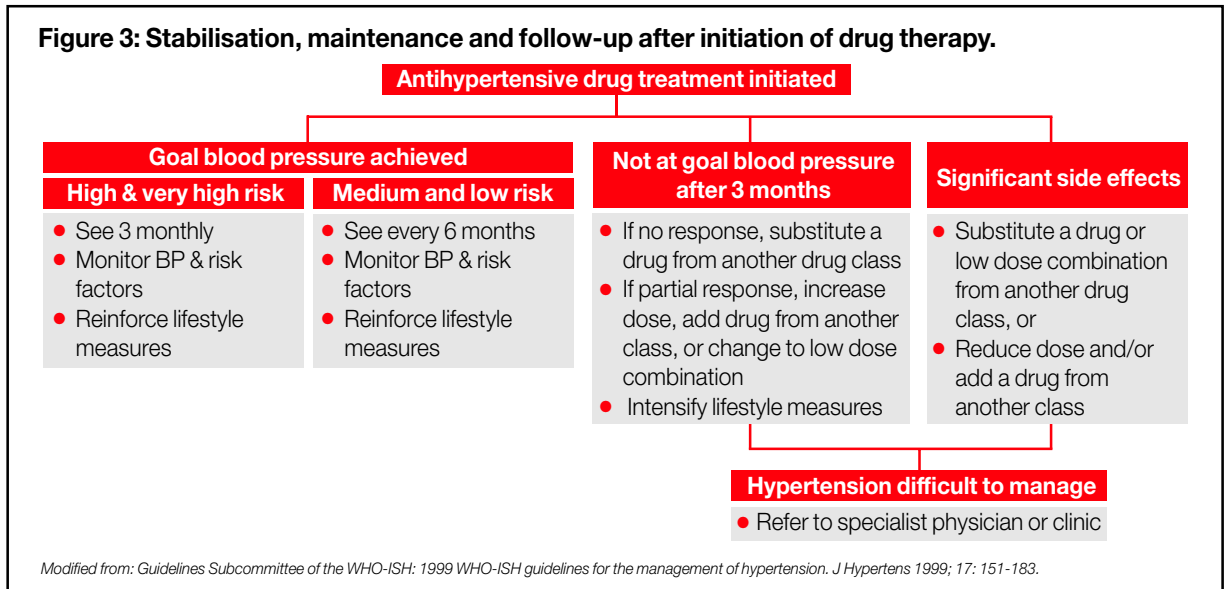 Figure 3: Stabilisation, maintenance and follow-up after initiation of drug therapy.
Antihypertensive drug treatment initiated
Goal blood pressure achieved
High & very high risk
• See 3 monthly
• Monitor BP & risk
factors
• Reinforce lifestyle
measures
Medium and low risk
• See every 6 months
• Monitor BP & risk
factors
• Reinforce lifestyle
measures
Not at goal blood pressure
after 3 months
• If no response, substitute a
drug from another drug class
• If partial response, increase
dose, add drug from another
class, or change to low dose
combination
• Intensify lifestyle measures
Significant side effects
• Substitute a drug or
low dose combination
from another drug
class, or
• Reduce dose and/or
add a drug from
another class
Hypertension difficult to manage
• Refer to specialist physician or clinic
Modified from: Guidelines Subcommittee of the WHO-ISH: 1999 WHO-ISH guidelines for the management of hypertension. J Hypertens 1999; 17: 151-183.